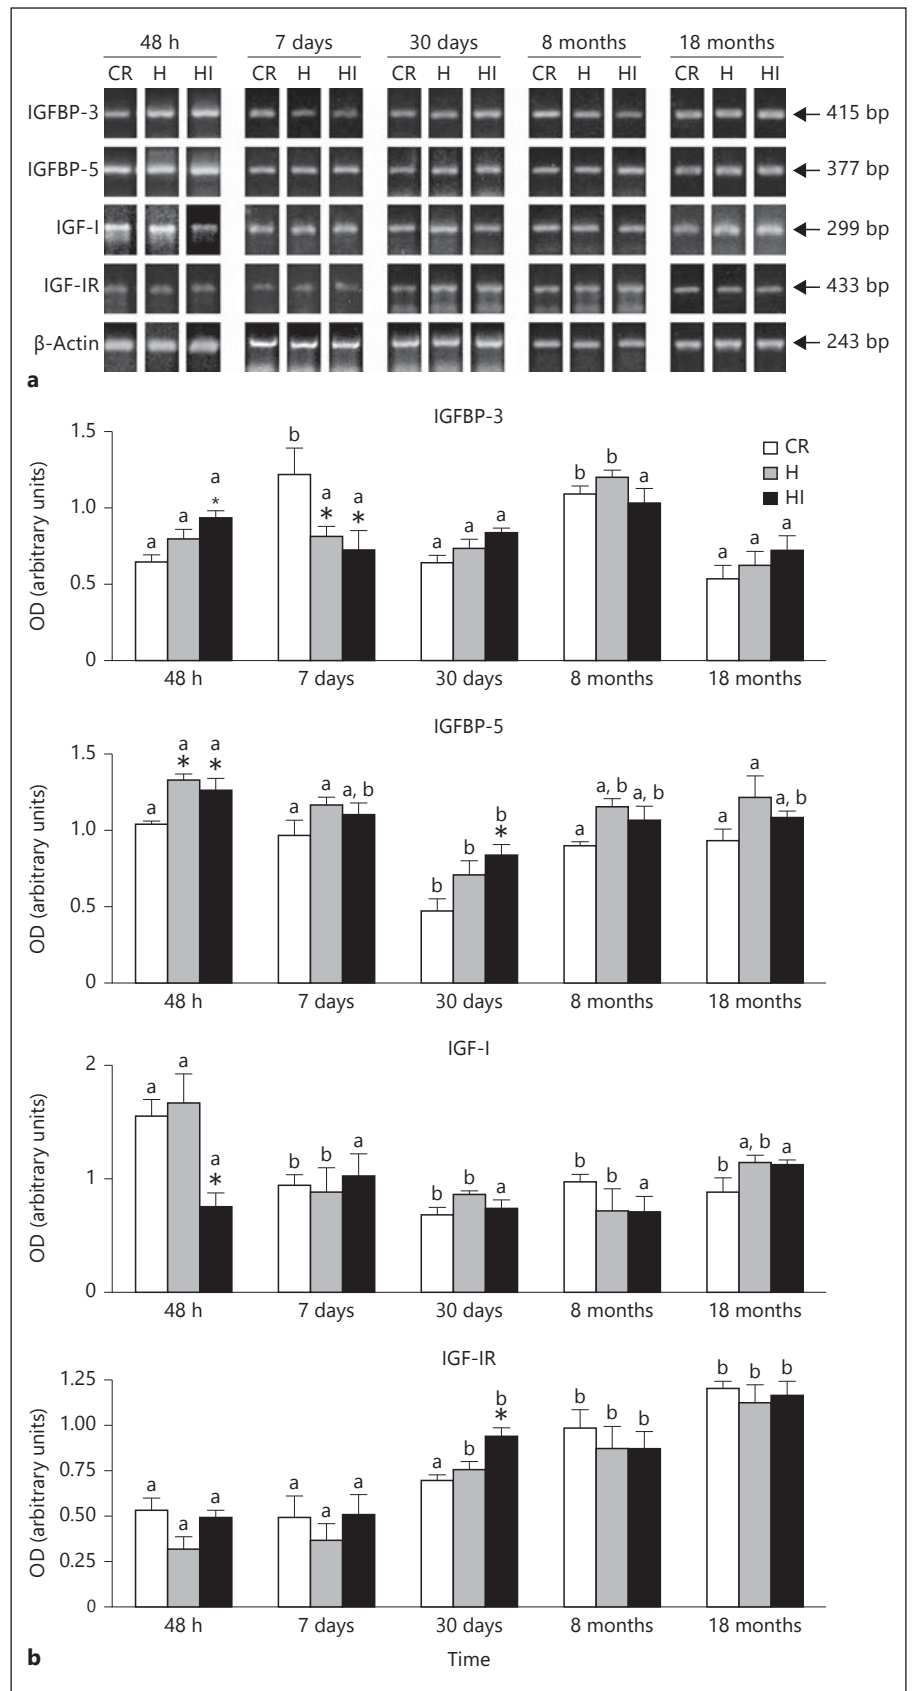 48 h 7 days 30 days 8 months 18 months
CR H HI CR H HI CR H HI CR H HI CR H HI
IGFBP-3 415 bp
IGFBP-5 377 bp
IGF-I 299 bp
IGF-IR 433 bp
β-Actin 243 bp
a
IGFBP-3
OD (arbitrary units)
1.5
1.0
0.5
0
a a a * b a * a * a a a b b a a a a
CR
H
HI
48 h 7 days 30 days 8 months 18 months
IGFBP-5
OD (arbitrary units)
1.5
1.0
0.5
0
a a * a * a a a, b b b b * a a, b a, b a a a, b
48 h 7 days 30 days 8 months 18 months
IGF-I
OD (arbitrary units)
2
1
0
a a a * b b a b b a b b a b a, b a
48 h 7 days 30 days 8 months 18 months
IGF-IR
OD (arbitrary units)
1.25
1.00
0.75
0.50
0.25
0
a a a a a a a b b * b b b b b b
48 h 7 days 30 days 8 months 18 months
b
Time